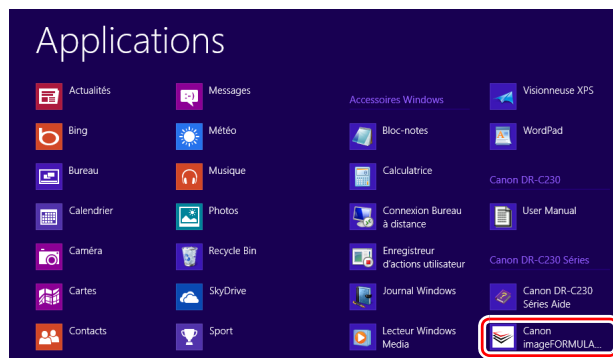 Applications
Actualités
Bing
Bureau
Calendrier
Caméra
Cartes
Contacts
Messages
Météo
Musique
Photos
Recycle Bin
SkyDrive
Sport
Accessoires Windows
Bloc-notes
Calculatrice
Connexion Bureau
à distance
Enregistreur
d'actions utilisateur
Journal Windows
Lecteur Windows
Media
Visionneuse XPS
WordPad
Canon DR-C230
User Manual
Canon DR-C230 Séries
Canon DR-C230
Séries Aide
Canon
imageFORMULA...